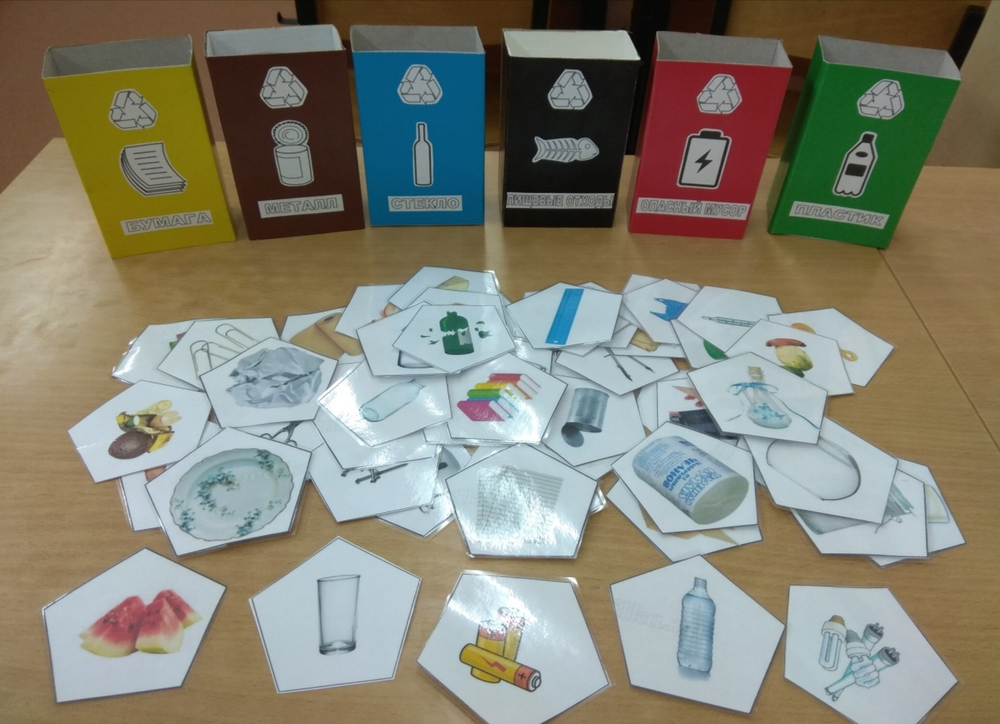 БУМАГА
МЕТАЛЛ
СТЕКЛО
ПИЩЕВЫЕ ОТХОДЫ
ОПАСНЫЙ МУСОР
ПЛАСТИК